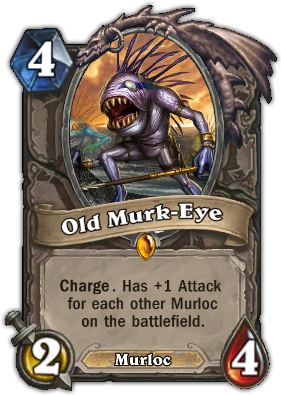 4
Old Murk-Eye
Charge. Has +1 Attack
for each other Murloc
on the battlefield.
2
Murloc
4